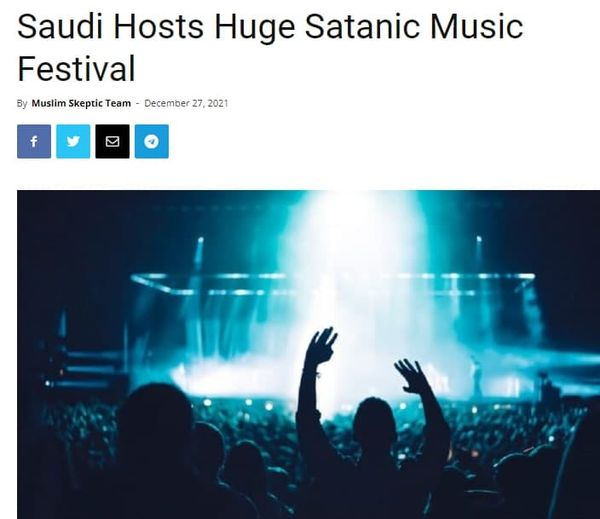 Saudi Hosts Huge Satanic Music
Festival
By Muslim Skeptic Team - December 27, 2021